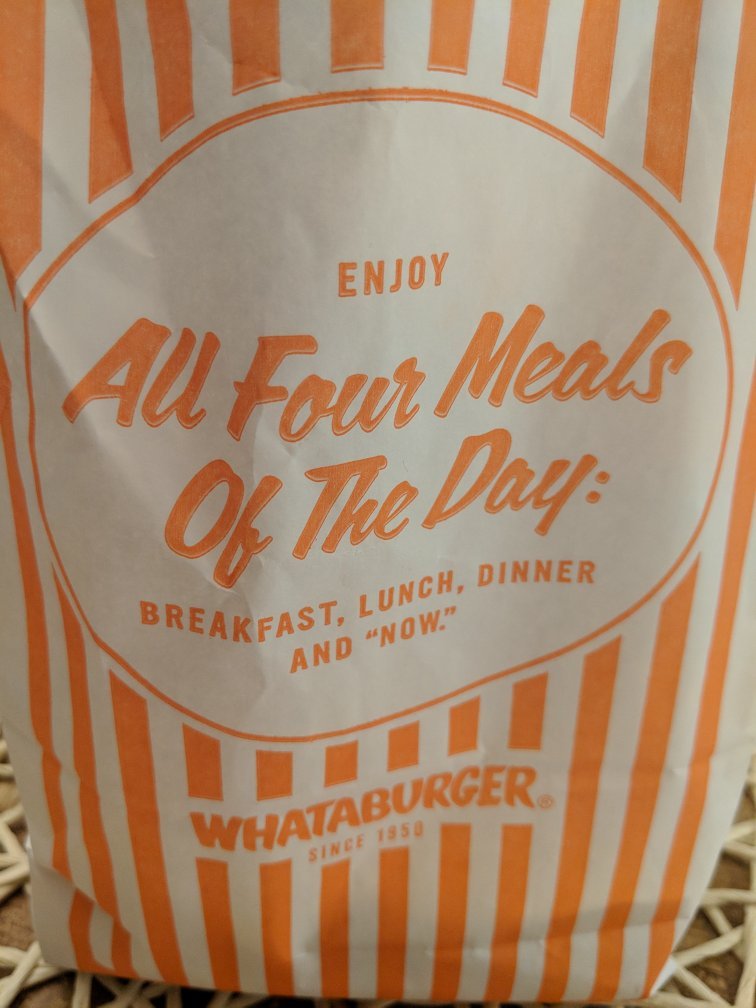 ENJOY
All Four Meals
Of The Day:
BREAKFAST, LUNCH, DINNER
AND “NOW.”
WHATABURGER®
SINCE 1950